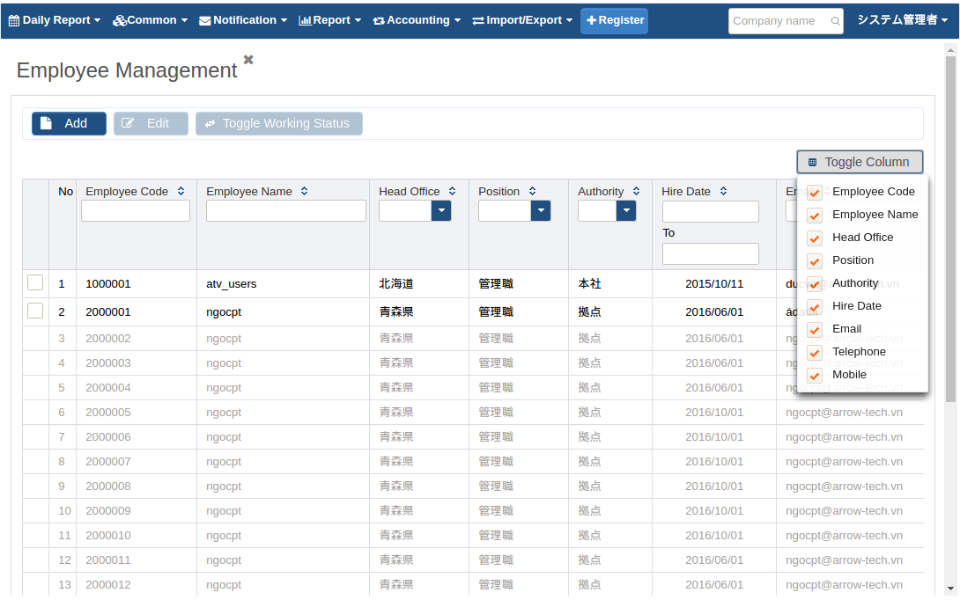 Daily Report Common Notification Report Accounting Import/Export Register Company name システム管理者
Employee Management
Add Edit Toggle Working Status
Toggle Column
No Employee Code Employee Name Head Office Position Authority Hire Date
To
Employee Code
Employee Name
Head Office
Position
Authority
Hire Date
Email
Telephone
Mobile
1 1000001 atv_users 北海道 管理職 本社 2015/10/11
2 2000001 ngocpt 青森県 管理職 拠点 2016/06/01
3 2000002 ngocpt 青森県 管理職 拠点 2016/06/01
4 2000003 ngocpt 青森県 管理職 拠点 2016/06/01
5 2000004 ngocpt 青森県 管理職 拠点 2016/06/01
6 2000005 ngocpt 青森県 管理職 拠点 2016/10/01 ngocpt@arrow-tech.vn
7 2000006 ngocpt 青森県 管理職 拠点 2016/10/01 ngocpt@arrow-tech.vn
8 2000007 ngocpt 青森県 管理職 拠点 2016/10/01 ngocpt@arrow-tech.vn
9 2000008 ngocpt 青森県 管理職 拠点 2016/10/01 ngocpt@arrow-tech.vn
10 2000009 ngocpt 青森県 管理職 拠点 2016/10/01 ngocpt@arrow-tech.vn
11 2000010 ngocpt 青森県 管理職 拠点 2016/10/01 ngocpt@arrow-tech.vn
12 2000011 ngocpt 青森県 管理職 拠点 2016/06/01 ngocpt@arrow-tech.vn
13 2000012 ngocpt 青森県 管理職 拠点 2016/06/01 ngocpt@arrow-tech.vn